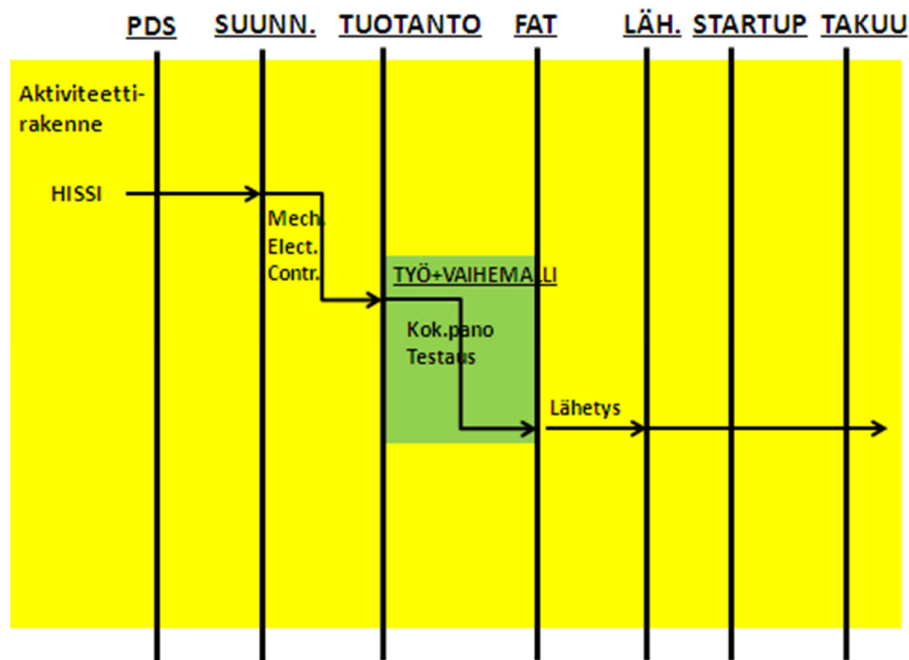 PDS SUUNN. TUOTANTO FAT LÄH. STARTUP TAKUU
Aktiviteetti-
rakenne
HISSI
Mech.
Elect.
Contr.
TYÖ+VAIHEMALLI
Kok.pano
Testaus
Lähetys